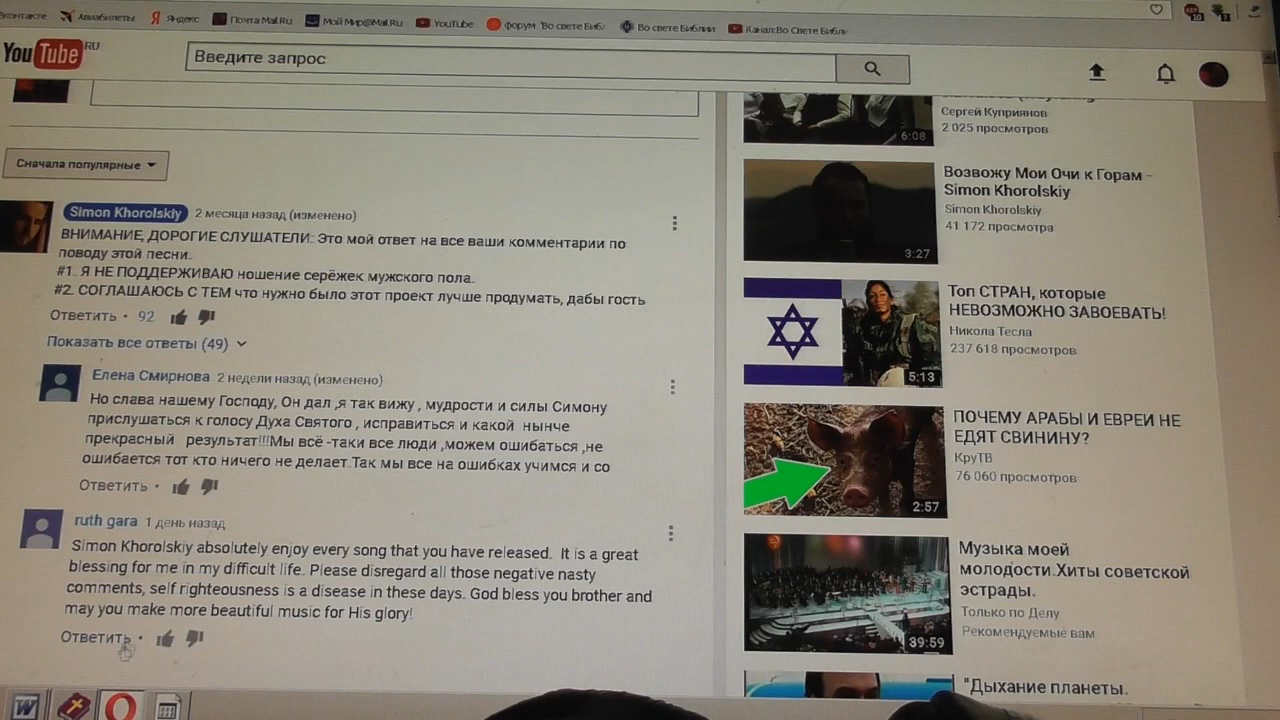 Авиабилеты
Яндекс
Почта Mail.Ru
Мой Мир@Mail.Ru
YouTube
форум "Во свете Биб
Во свете Библии
Канал:Во Свете Библи
10
YouTube RU
Введите запрос
Сначала популярные
Simon Khorolskiy 2 месяца назад (изменено)
ВНИМАНИЕ, ДОРОГИЕ СЛУШАТЕЛИ: Это мой ответ на все ваши комментарии по
поводу этой песни.
#1. Я НЕ ПОДДЕРЖИВАЮ ношение серёжек мужского пола.
#2. СОГЛАШАЮСЬ С ТЕМ что нужно было этот проект лучше продумать, дабы гость
Ответить • 92
Показать все ответы (49)
Елена Смирнова 2 недели назад (изменено)
Но слава нашему Господу, Он дал ,я так вижу , мудрости и силы Симону
прислушаться к голосу Духа Святого , исправиться и какой нынче
прекрасный результат!!!Мы всё -таки все люди ,можем ошибаться ,не
ошибается тот кто ничего не делает.Так мы все на ошибках учимся и со
Ответить •
ruth gara 1 день назад
Simon Khorolskiy absolutely enjoy every song that you have released. It is a great
blessing for me in my difficult life. Please disregard all those negative nasty
comments, self righteousness is a disease in these days. God bless you brother and
may you make more beautiful music for His glory!
Ответить •
Сергей Куприянов
2 025 просмотров
6:08
Возвожу Мои Очи к Горам -
Simon Khorolskiy
Simon Khorolskiy
41 172 просмотра
3:27
Топ СТРАН, которые
НЕВОЗМОЖНО ЗАВОЕВАТЬ!
Никола Тесла
237 618 просмотров
5:13
ПОЧЕМУ АРАБЫ И ЕВРЕИ НЕ
ЕДЯТ СВИНИНУ?
КруТВ
76 060 просмотров
2:57
Музыка моей
молодости.Хиты советской
эстрады.
Только по Делу
Рекомендуемые вам
39:59
"Дыхание планеты.